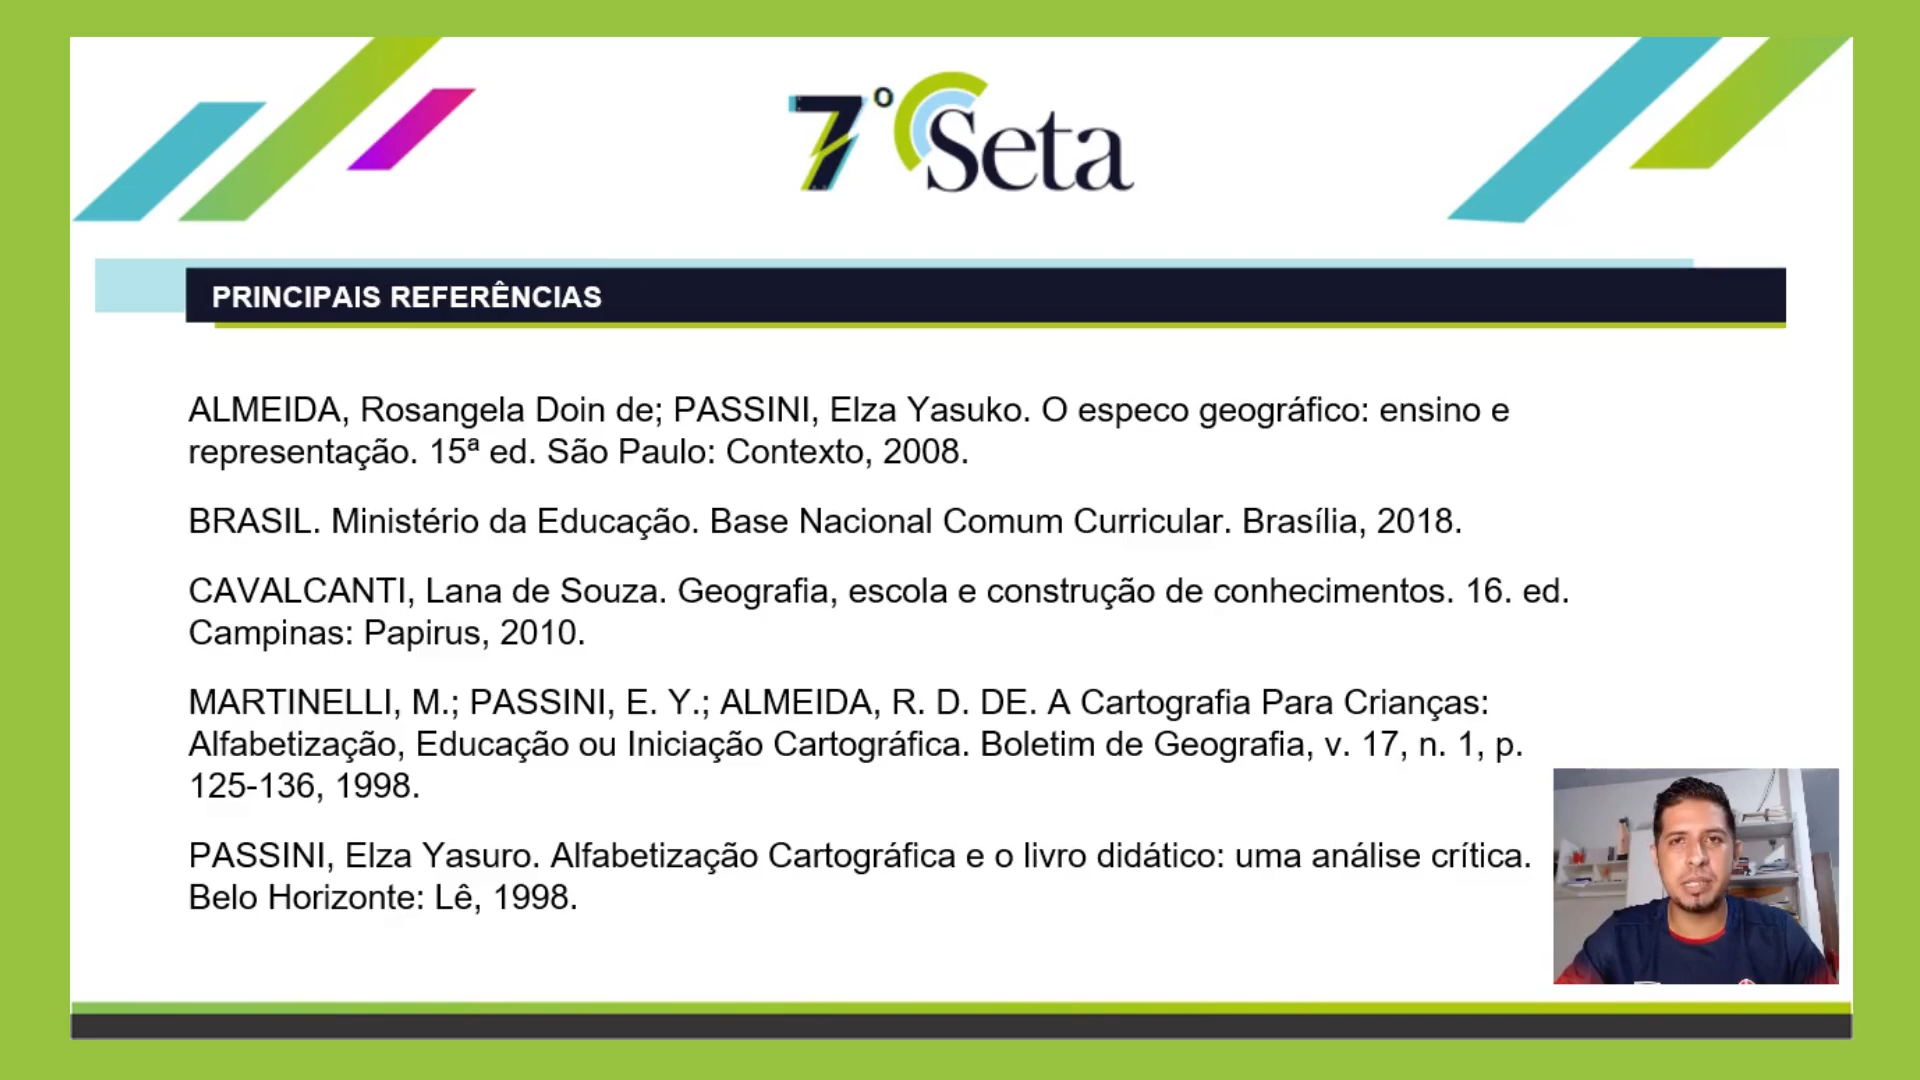 7º Seta
PRINCIPAIS REFERÊNCIAS
ALMEIDA, Rosangela Doin de; PASSINI, Elza Yasuko. O especo geográfico: ensino e
representação. 15ª ed. São Paulo: Contexto, 2008.
BRASIL. Ministério da Educação. Base Nacional Comum Curricular. Brasília, 2018.
CAVALCANTI, Lana de Souza. Geografia, escola e construção de conhecimentos. 16. ed.
Campinas: Papirus, 2010.
MARTINELLI, M.; PASSINI, E. Y.; ALMEIDA, R. D. DE. A Cartografia Para Crianças:
Alfabetização, Educação ou Iniciação Cartográfica. Boletim de Geografia, v. 17, n. 1, p.
125-136, 1998.
PASSINI, Elza Yasuro. Alfabetização Cartográfica e o livro didático: uma análise crítica.
Belo Horizonte: Lê, 1998.